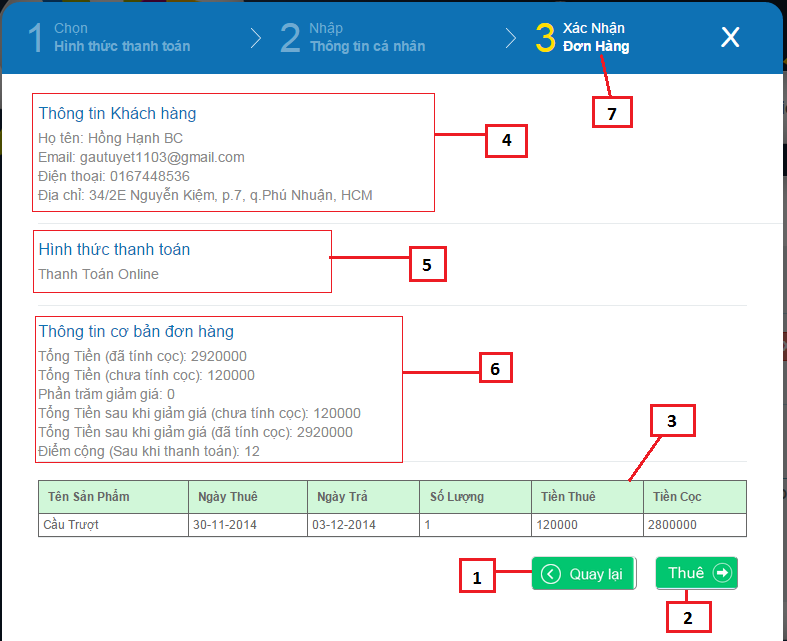 1 Chọn
Hình thức thanh toán
2 Nhập
Thông tin cá nhân
3 Xác Nhận
Đơn Hàng
X
7
Thông tin Khách hàng
Họ tên: Hồng Hạnh BC
Email: gautuyet1103@gmail.com
Điện thoại: 0167448536
Địa chỉ: 34/2E Nguyễn Kiệm, p.7, q.Phú Nhuận, HCM
4
Hình thức thanh toán
Thanh Toán Online
5
Thông tin cơ bản đơn hàng
Tổng Tiền (đã tính cọc): 2920000
Tổng Tiền (chưa tính cọc): 120000
Phần trăm giảm giá: 0
Tổng Tiền sau khi giảm giá (chưa tính cọc): 120000
Tổng Tiền sau khi giảm giá (đã tính cọc): 2920000
Điểm cộng (Sau khi thanh toán): 12
6
3
Tên Sản Phẩm Ngày Thuê Ngày Trả Số Lượng Tiền Thuê Tiền Cọc
Cầu Trượt 30-11-2014 03-12-2014 1 120000 2800000
1
Quay lại
Thuê
2